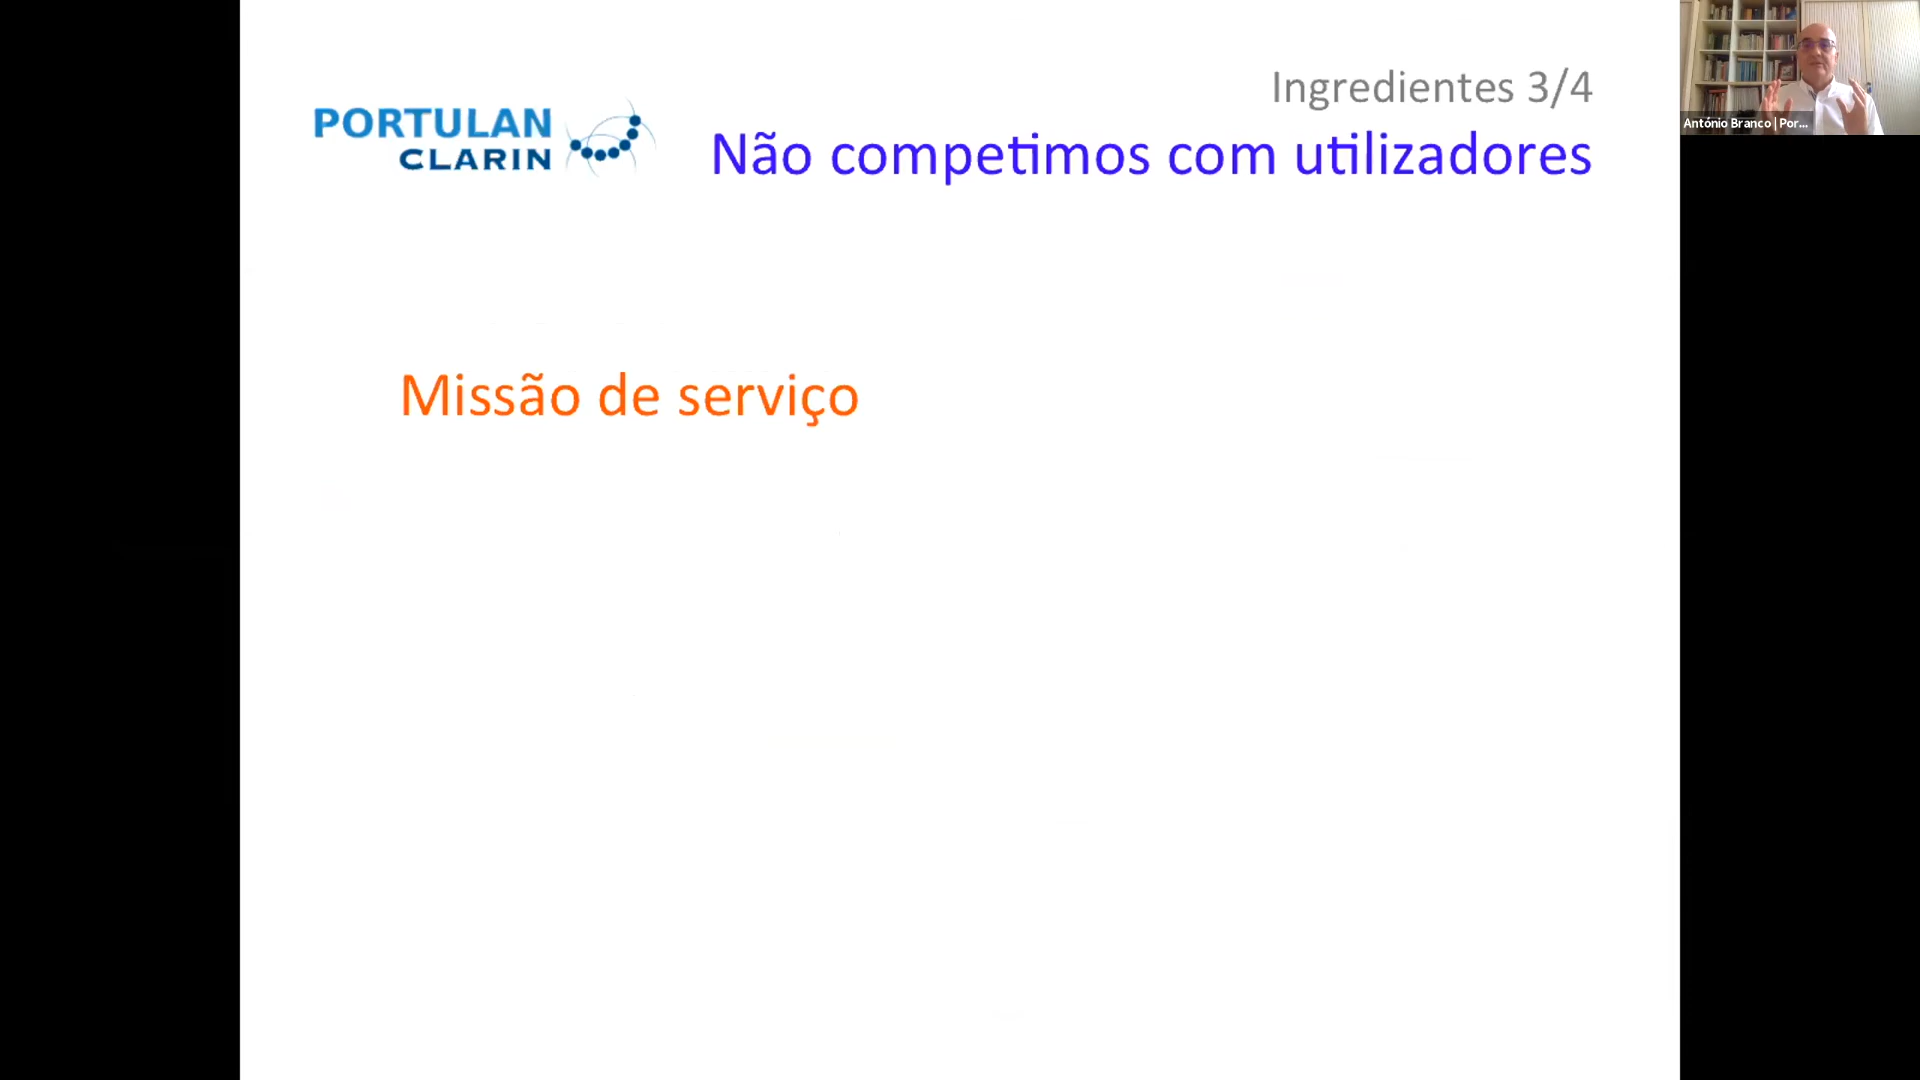 Ingredientes 3/4
PORTULAN
CLARIN
Não competimos com utilizadores
Missão de serviço
António Branco | Por...